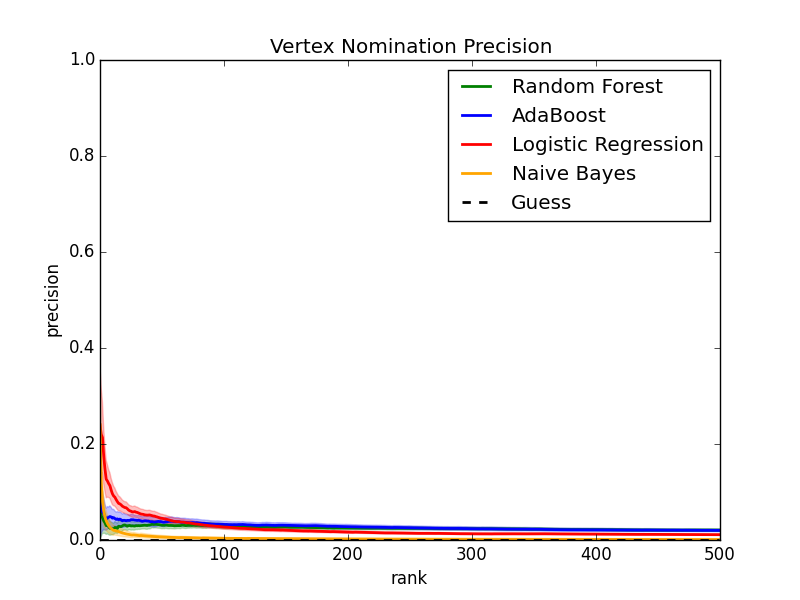 Vertex Nomination Precision
1.0
0.8
0.6
0.4
0.2
0.0
precision
Random Forest
AdaBoost
Logistic Regression
Naive Bayes
Guess
0
100
200
300
400
500
rank